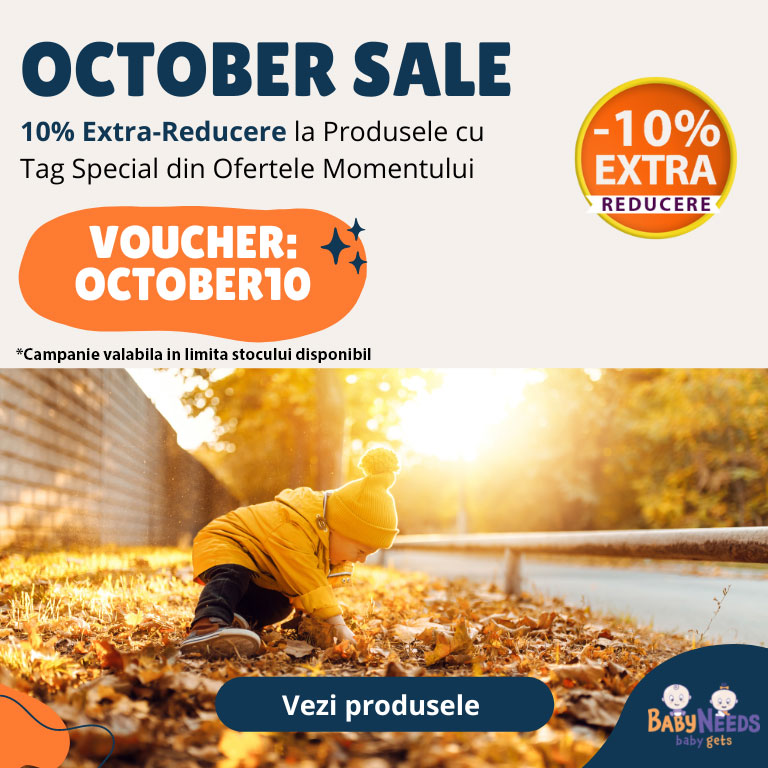 OCTOBER SALE
10% Extra-Reducere la Produsele cu
Tag Special din Ofertele Momentului
-10%
EXTRA
REDUCERE
VOUCHER:
OCTOBER10
*Campanie valabila in limita stocului disponibil
Vezi produsele
BABYNEEDS
baby gets